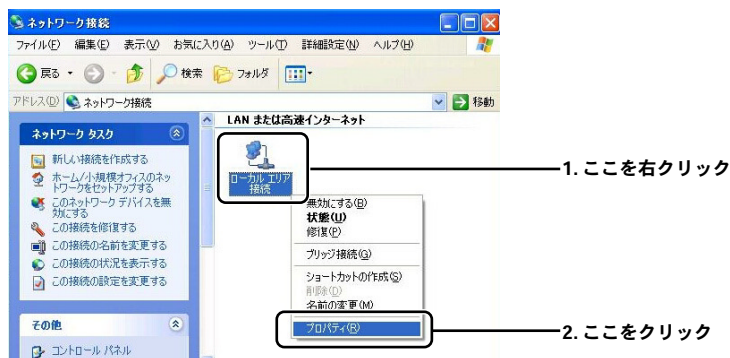 ネットワーク接続
ファイル(F) 編集(E) 表示(V) お気に入り(A) ツール(T) 詳細設定(N) ヘルプ(H)
戻る 検索 フォルダ
アドレス(D) ネットワーク接続 移動
ネットワーク タスク
新しい接続を作成する
ホーム/小規模オフィスのネッ
トワークをセットアップする
このネットワーク デバイスを無
効にする
この接続を修復する
この接続の名前を変更する
この接続の状況を表示する
この接続の設定を変更する
その他
コントロール パネル
LAN または高速インターネット
ローカル エリア
接続
無効にする(B)
状態(U)
修復(P)
ブリッジ接続(G)
ショートカットの作成(S)
削除(D)
名前の変更(M)
プロパティ(R)
1. ここを右クリック
2. ここをクリック